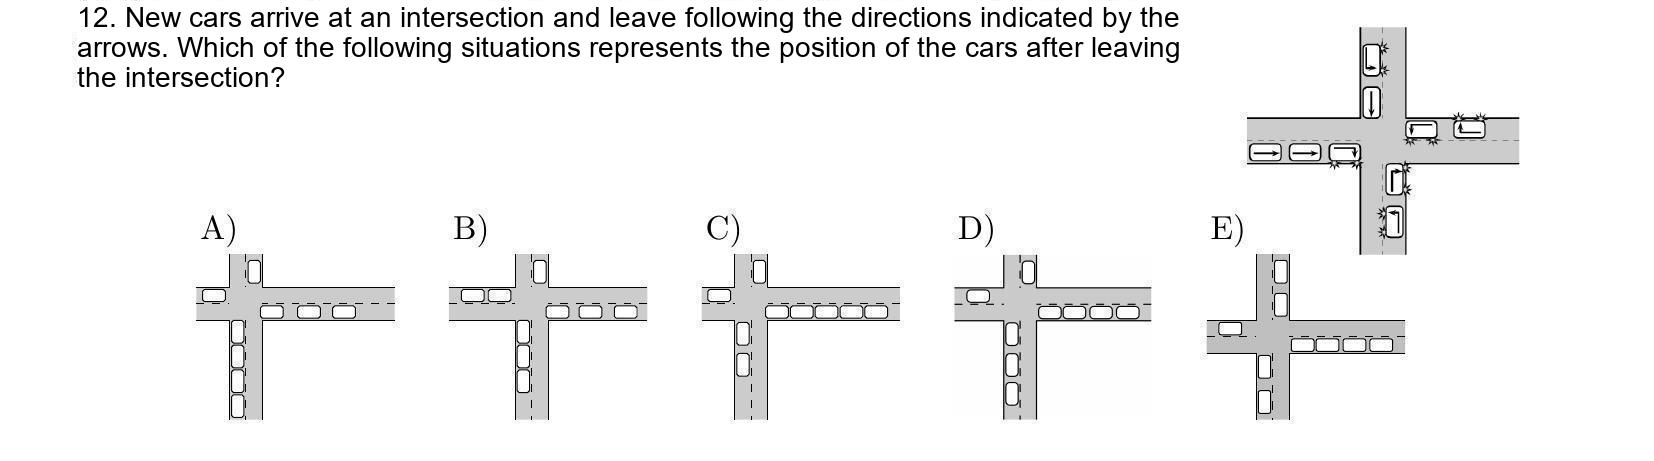 12. New cars arrive at an intersection and leave following the directions indicated by the
arrows. Which of the following situations represents the position of the cars after leaving
the intersection?
A)
B)
C)
D)
E)